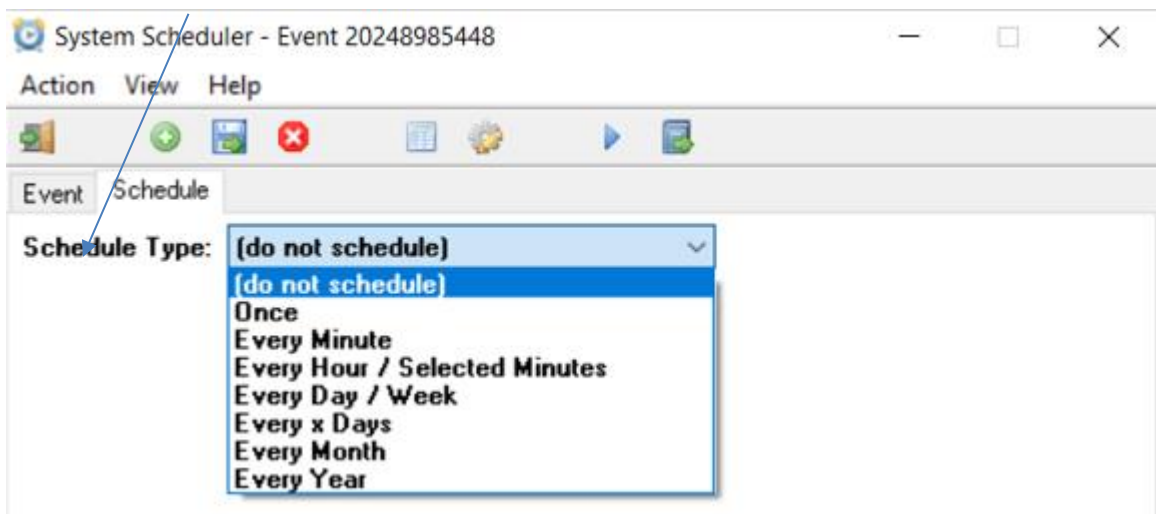 System Scheduler - Event 20248985448
Action View Help
Event Schedule
Schedule Type: (do not schedule)
(do not schedule)
Once
Every Minute
Every Hour / Selected Minutes
Every Day / Week
Every x Days
Every Month
Every Year